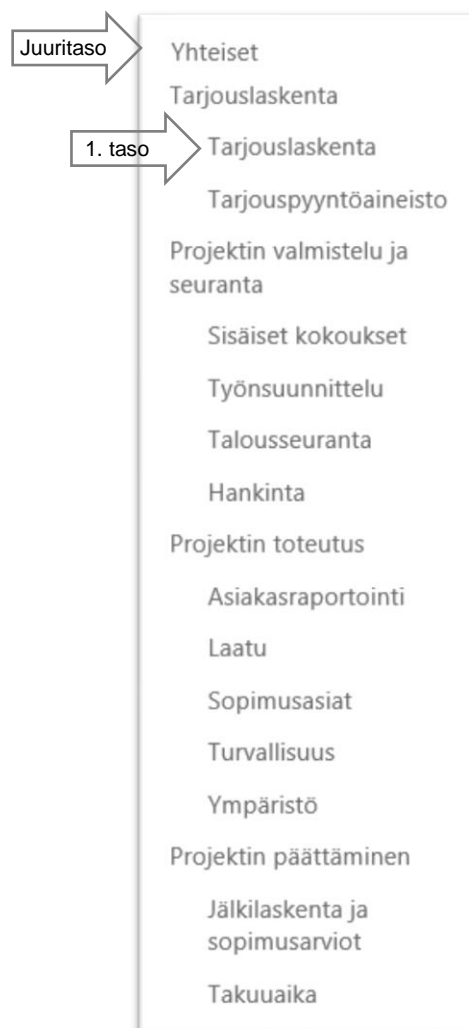 Juuritaso
Yhteiset
Tarjouslaskenta
1. taso
Tarjouslaskenta
Tarjouspyyntöaineisto
Projektin valmistelu ja
seuranta
Sisäiset kokoukset
Työnsuunnittelu
Talousseuranta
Hankinta
Projektin toteutus
Asiakasraportointi
Laatu
Sopimusasiat
Turvallisuus
Ympäristö
Projektin päättäminen
Jälkilaskenta ja
sopimusarviot
Takuuaika